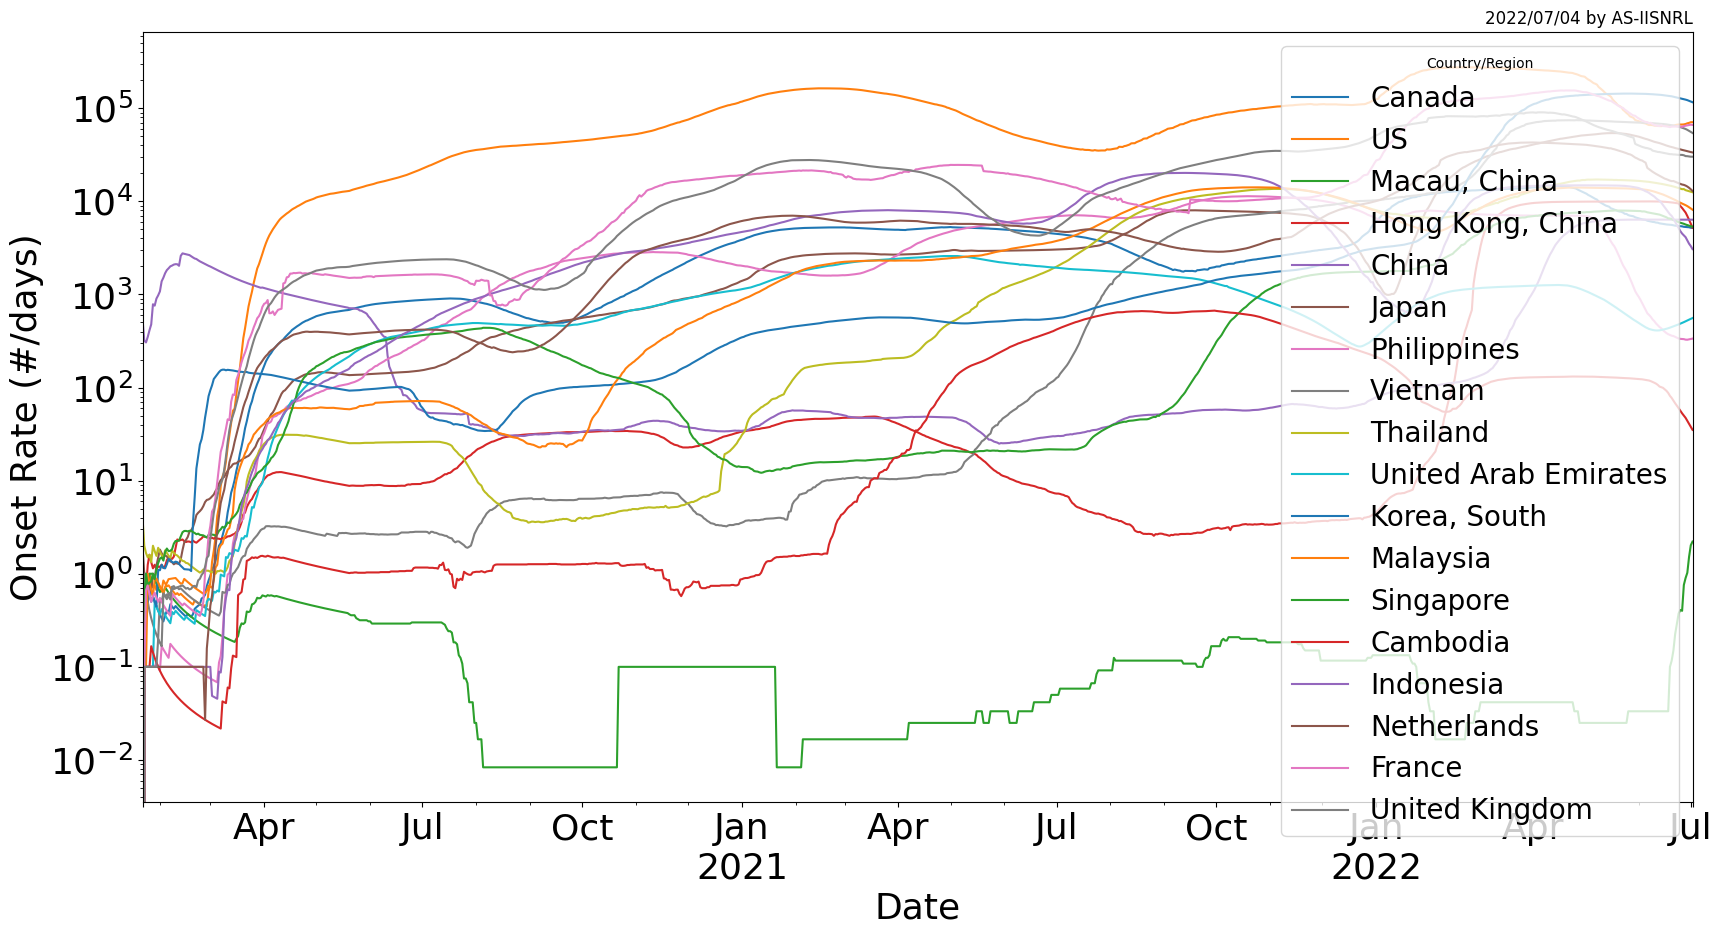 2022/07/04 by AS-IISNRL
Onset Rate (#/days)
10^5
10^4
10^3
10^2
10^1
10^0
10^−1
10^−2
Country/Region
Canada
US
Macau, China
Hong Kong, China
China
Japan
Philippines
Vietnam
Thailand
United Arab Emirates
Korea, South
Malaysia
Singapore
Cambodia
Indonesia
Netherlands
France
United Kingdom
Apr Jul Oct Jan Apr Jul Oct Jan Apr Jul
2021 2022
Date